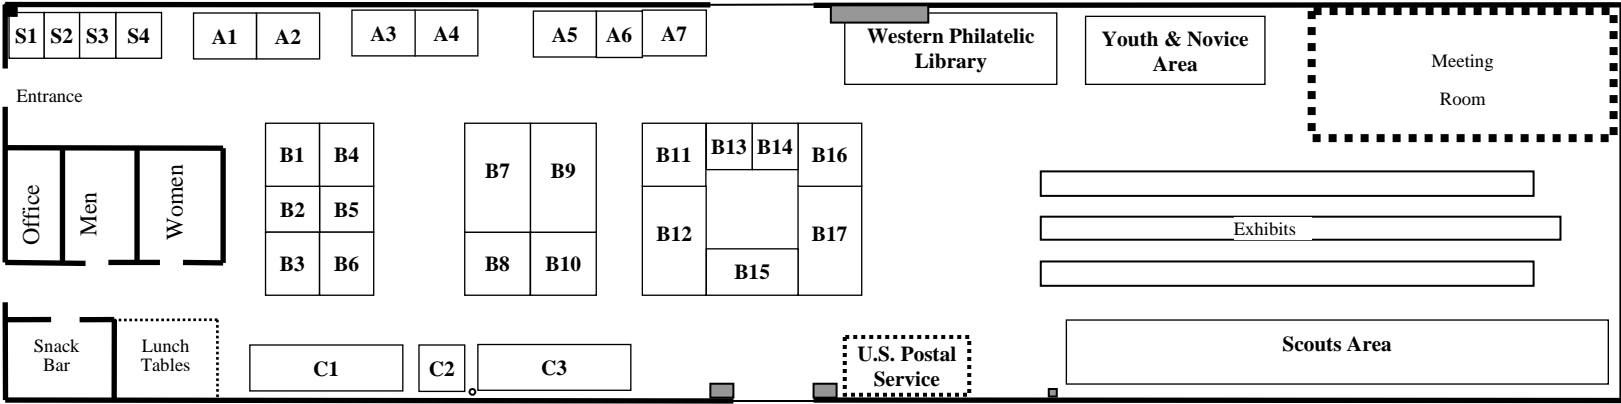 S1 S2 S3 S4 A1 A2 A3 A4 A5 A6 A7
Western Philatelic
Library
Youth & Novice
Area
Meeting
Room
Entrance
B1 B4 B7 B9 B11 B13 B14 B16
Office Men Women
B2 B5 B12 B17
Exhibits
B3 B6 B8 B10 B15
Snack
Bar
Lunch
Tables
C1 C2 C3
U.S. Postal
Service
Scouts Area